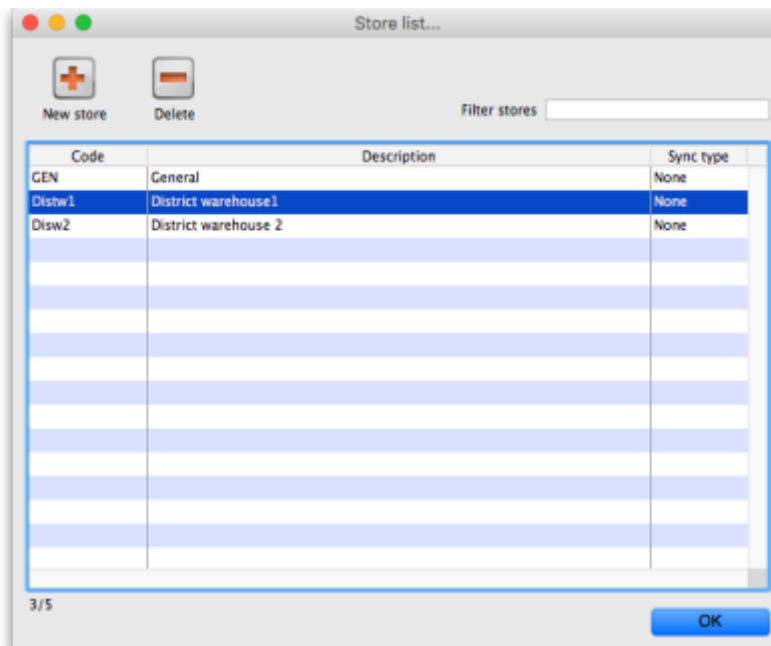 Store list...
New store Delete Filter stores
Code Description Sync type
GEN General None
Distw1 District warehouse1 None
Disw2 District warehouse 2 None
3/5
OK